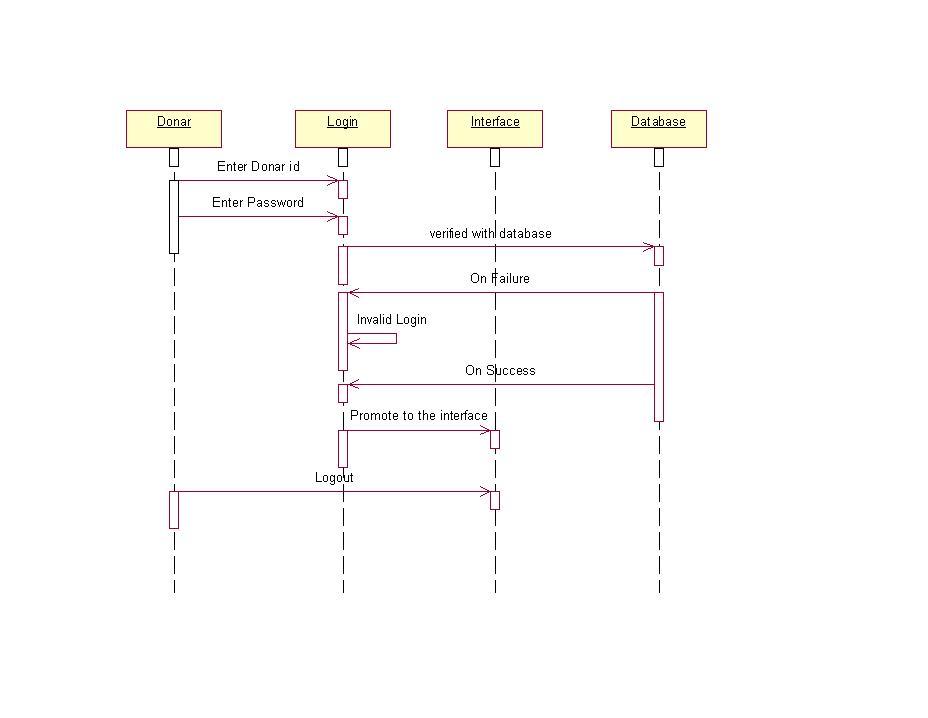 Donar
Login
Interface
Database
Enter Donar id
Enter Password
verified with database
On Failure
Invalid Login
On Success
Promote to the interface
Logout